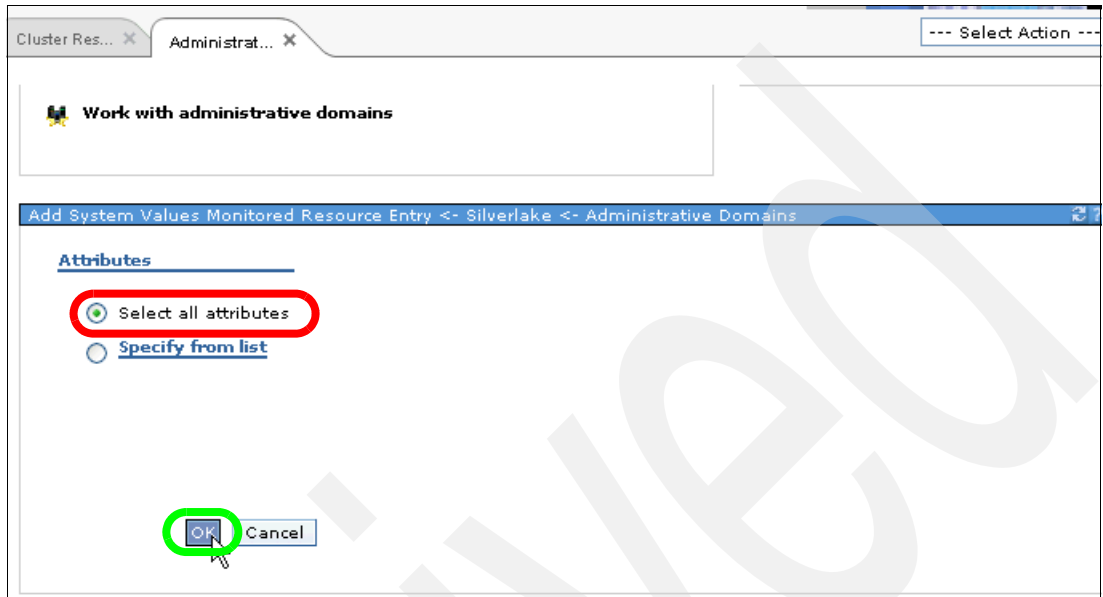 Cluster Res...
Administrat...
--- Select Action ---
Work with administrative domains
Add System Values Monitored Resource Entry <- Silverlake <- Administrative Domains
?
Attributes
Select all attributes
Specify from list
OK
Cancel